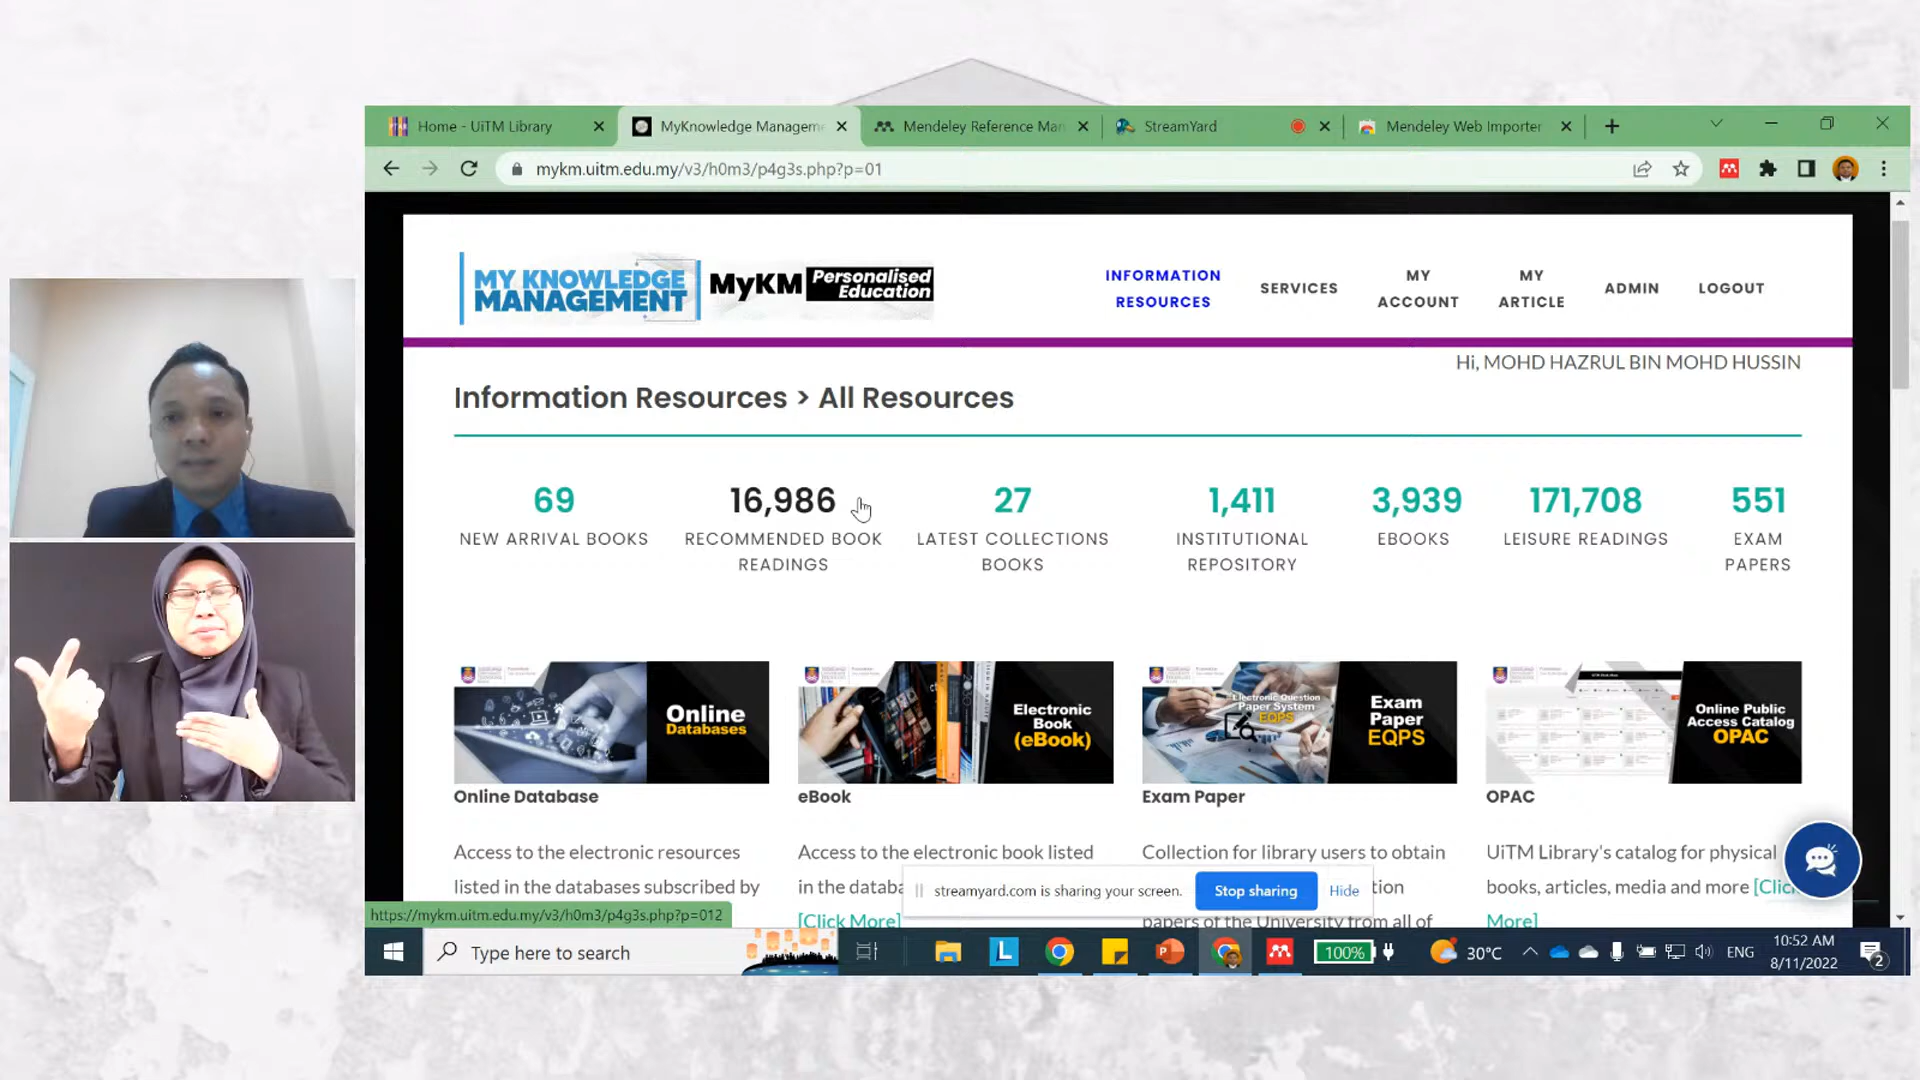 Home - UiTM Library
MyKnowledge Manageme
Mendeley Reference Man
StreamYard
Mendeley Web Importer
mykm.uitm.edu.my/v3/h0m3/p4g3s.php?p=01
MY KNOWLEDGE
MANAGEMENT
MyKM Personalised
Education
INFORMATION
RESOURCES
SERVICES
MY
ACCOUNT
MY
ARTICLE
ADMIN
LOGOUT
Hi, MOHD HAZRUL BIN MOHD HUSSIN
Information Resources > All Resources
69
NEW ARRIVAL BOOKS
16,986
RECOMMENDED BOOK
READINGS
27
LATEST COLLECTIONS
BOOKS
1,411
INSTITUTIONAL
REPOSITORY
3,939
EBOOKS
171,708
LEISURE READINGS
551
EXAM
PAPERS
Online
Databases
Electronic
Book
(eBook)
Electronic Question
Paper System
EQPS
Exam
Paper
EQPS
Online Public
Access Catalog
OPAC
Online Database
eBook
Exam Paper
OPAC
Access to the electronic resources
listed in the databases subscribed by
Access to the electronic book listed
in the databa
[Click More]
Collection for library users to obtain
tion
papers of the University from all of
UiTM Library's catalog for physical
books, articles, media and more [Clic
More]
streamyard.com is sharing your screen.
Stop sharing
Hide
https://mykm.uitm.edu.my/v3/h0m3/p4g3s.php?p=012
Type here to search
L
100%
30°C
ENG
10:52 AM
8/11/2022
2